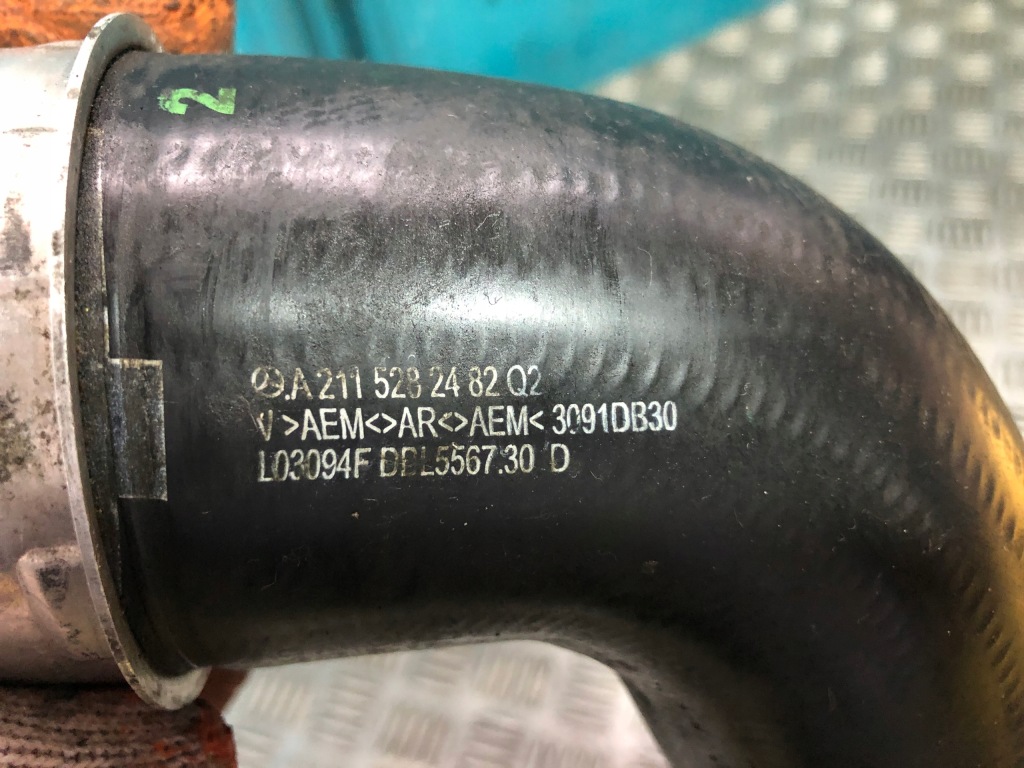 2
A 211 528 24 82 Q2
>AEM<>AR<>AEM< 3091DB30
L03094F DBL5567.30 D